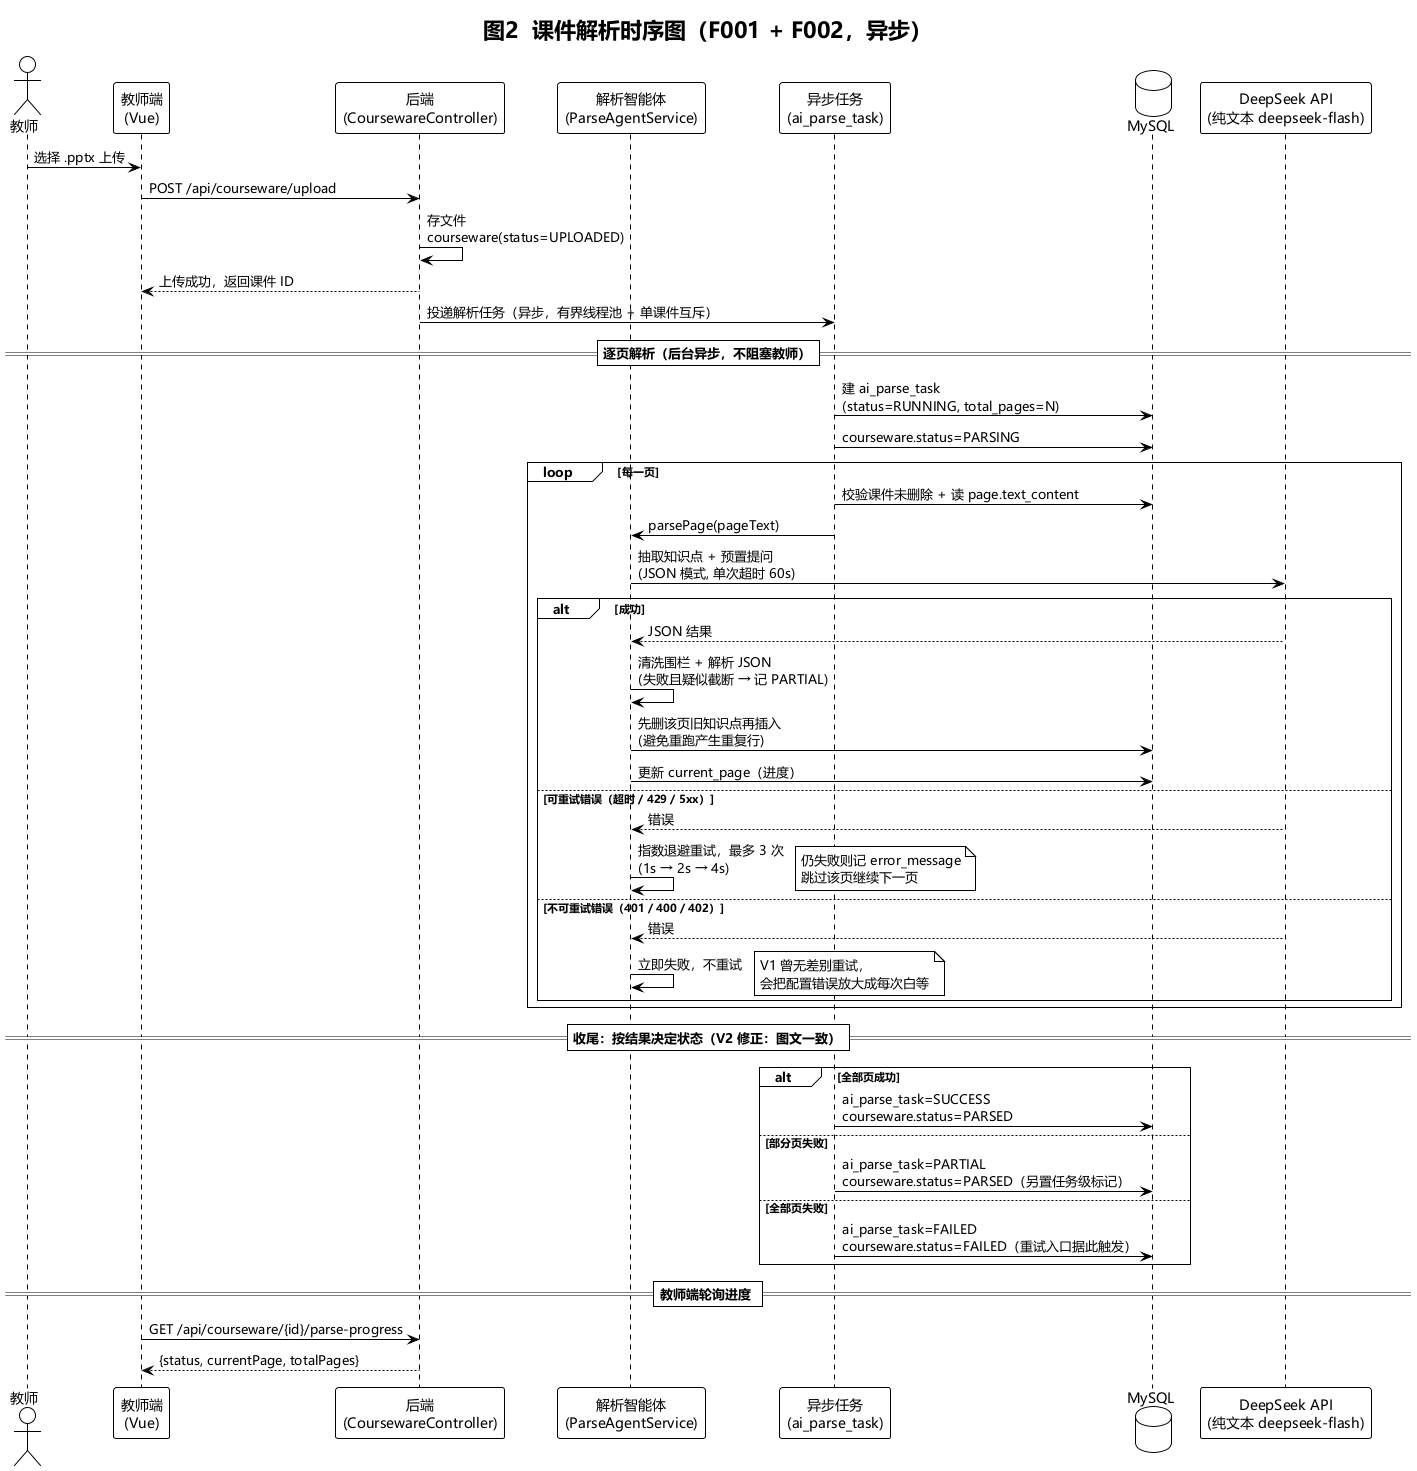 图2  课件解析时序图（F001 + F002，异步）
教师
教师端
(Vue)
后端
(CoursewareController)
解析智能体
(ParseAgentService)
异步任务
(ai_parse_task)
MySQL
DeepSeek API
(纯文本 deepseek-flash)
选择 .pptx 上传
POST /api/courseware/upload
存文件
courseware(status=UPLOADED)
上传成功，返回课件 ID
投递解析任务（异步，有界线程池 + 单课件互斥）
逐页解析（后台异步，不阻塞教师）
建 ai_parse_task
(status=RUNNING, total_pages=N)
courseware.status=PARSING
loop [每一页]
校验课件未删除 + 读 page.text_content
parsePage(pageText)
抽取知识点 + 预置提问
(JSON 模式, 单次超时 60s)
alt [成功]
JSON 结果
清洗围栏 + 解析 JSON
(失败且疑似截断 → 记 PARTIAL)
先删该页旧知识点再插入
(避免重跑产生重复行)
更新 current_page（进度）
[可重试错误（超时 / 429 / 5xx）]
错误
指数退避重试，最多 3 次
(1s → 2s → 4s)
仍失败则记 error_message
跳过该页继续下一页
[不可重试错误（401 / 400 / 402）]
错误
立即失败，不重试
V1 曾无差别重试，
会把配置错误放大成每次白等
收尾：按结果决定状态（V2 修正：图文一致）
alt [全部页成功]
ai_parse_task=SUCCESS
courseware.status=PARSED
[部分页失败]
ai_parse_task=PARTIAL
courseware.status=PARSED（另置任务级标记）
[全部页失败]
ai_parse_task=FAILED
courseware.status=FAILED（重试入口据此触发）
教师端轮询进度
GET /api/courseware/{id}/parse-progress
{status, currentPage, totalPages}
教师
教师端
(Vue)
后端
(CoursewareController)
解析智能体
(ParseAgentService)
异步任务
(ai_parse_task)
MySQL
DeepSeek API
(纯文本 deepseek-flash)